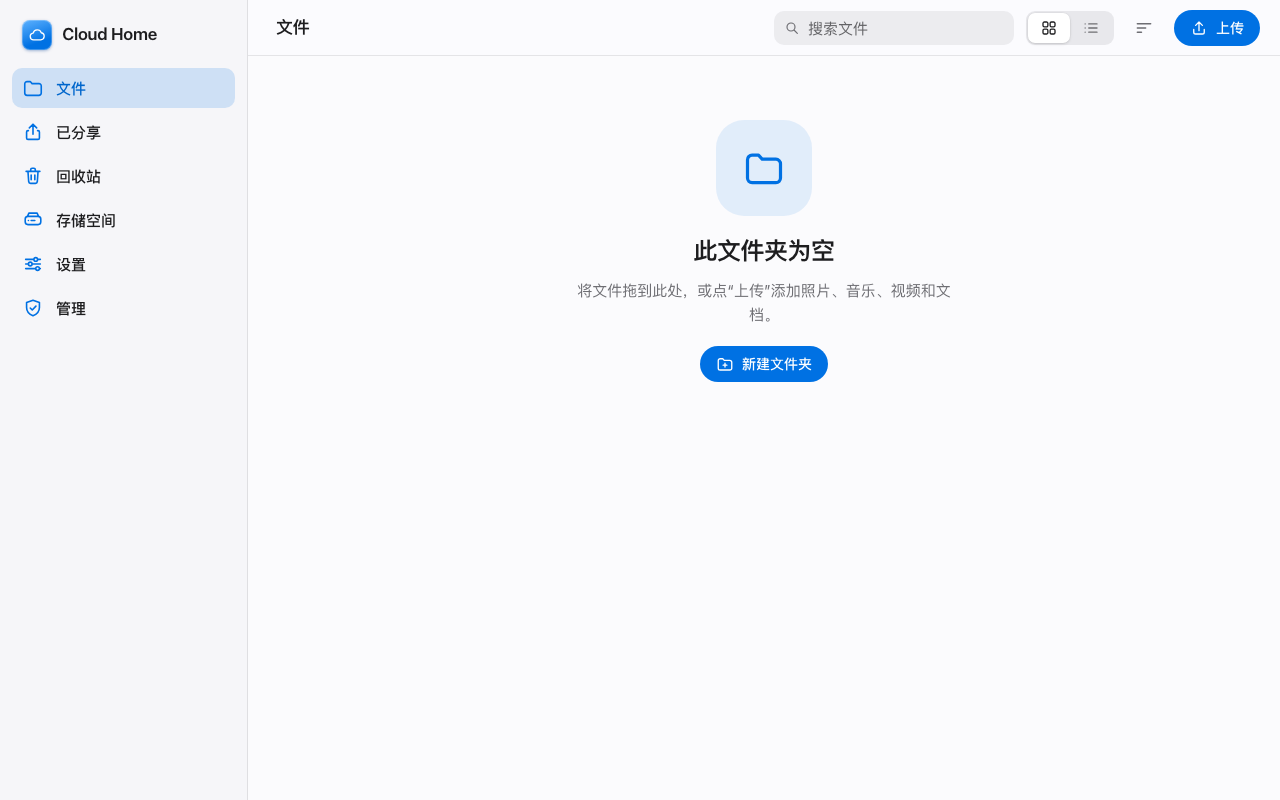 Cloud Home
文件
已分享
回收站
存储空间
设置
管理
文件
搜索文件
上传
此文件夹为空
将文件拖到此处，或点“上传”添加照片、音乐、视频和文
档。
新建文件夹